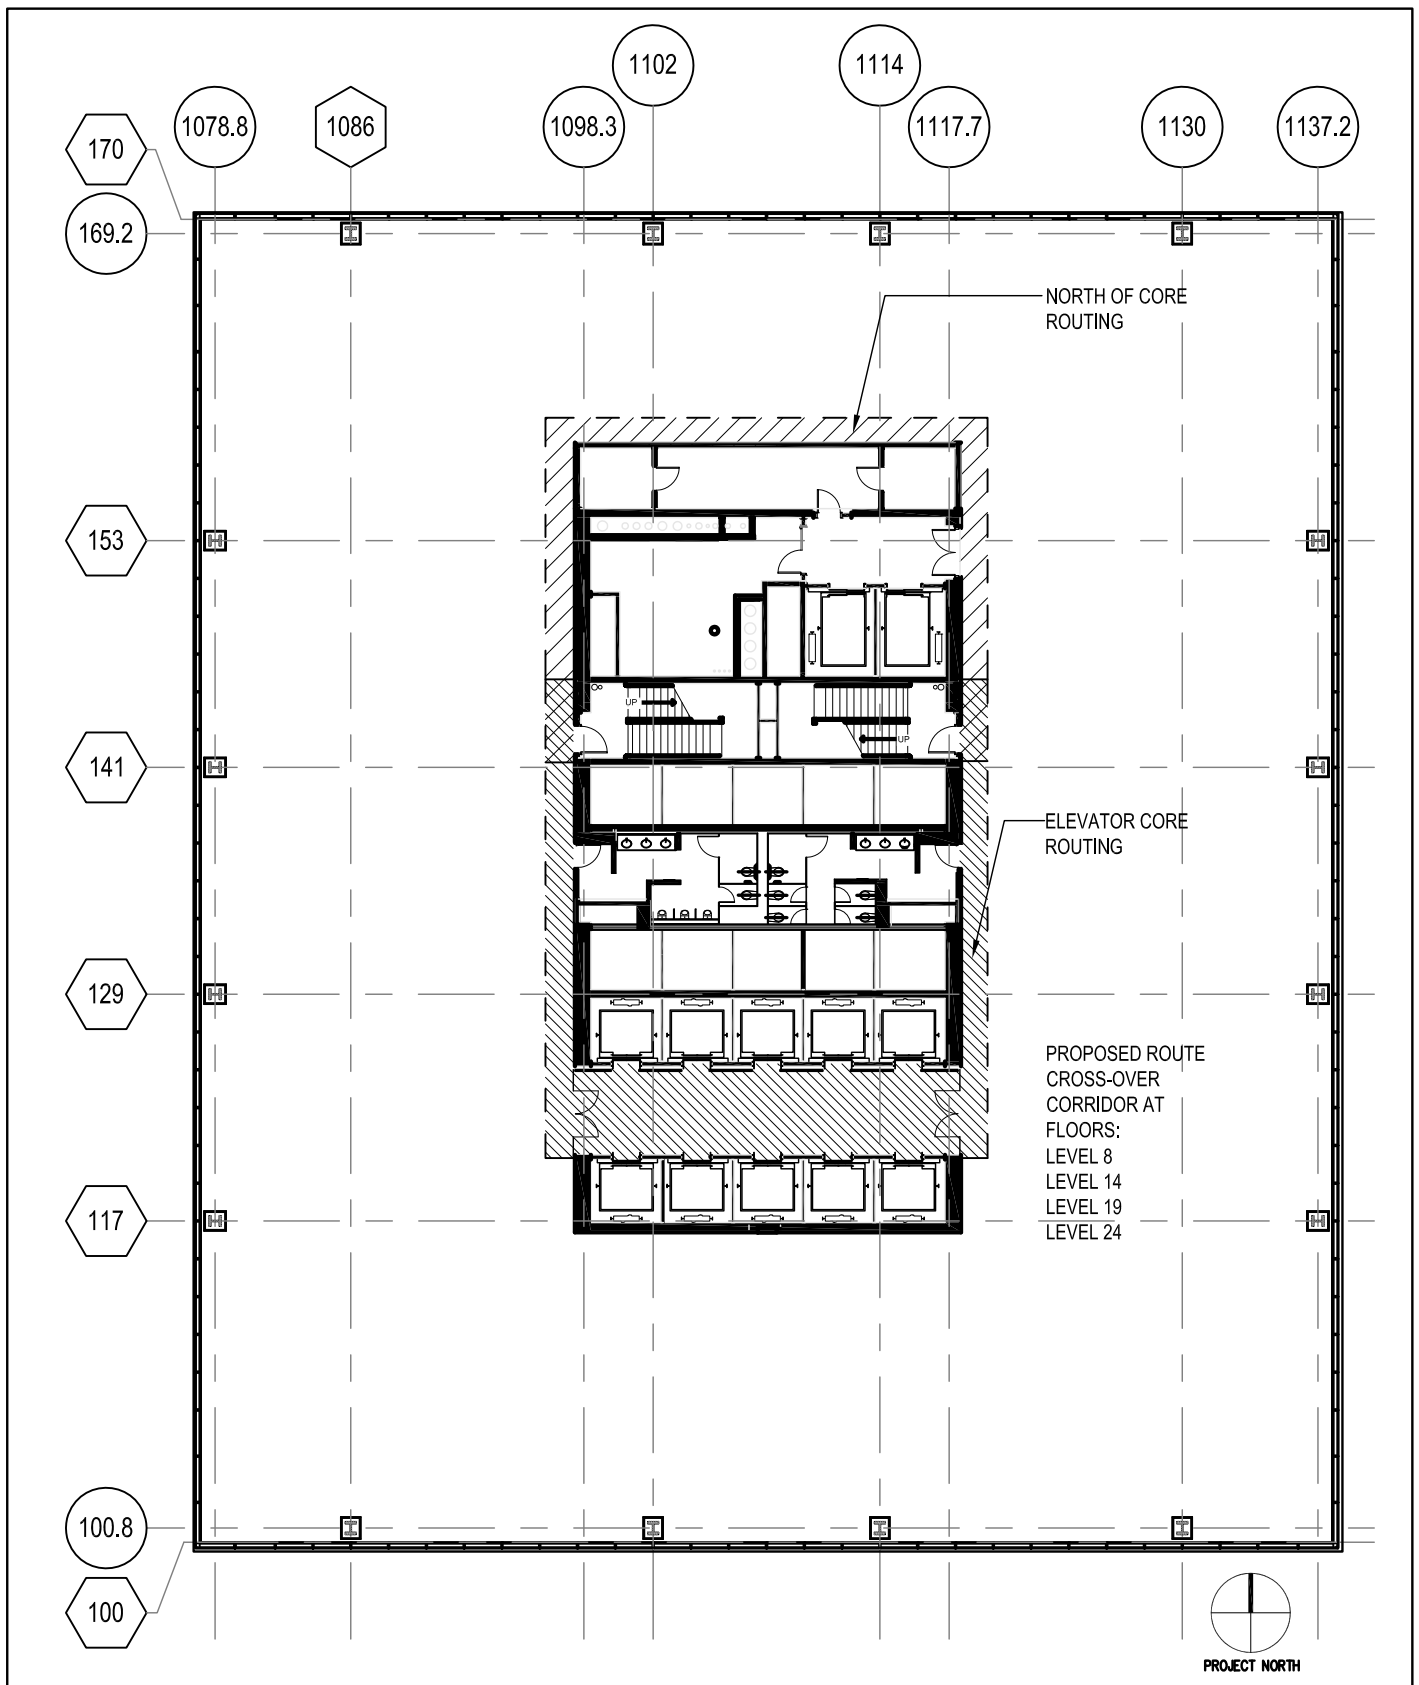 1102
1114
1078.8
1086
1098.3
1117.7
1130
1137.2
170
169.2
NORTH OF CORE
ROUTING
153
UP
UP
141
ELEVATOR CORE
ROUTING
129
PROPOSED ROUTE
CROSS-OVER
CORRIDOR AT
FLOORS:
LEVEL 8
LEVEL 14
LEVEL 19
LEVEL 24
117
100.8
100
PROJECT NORTH